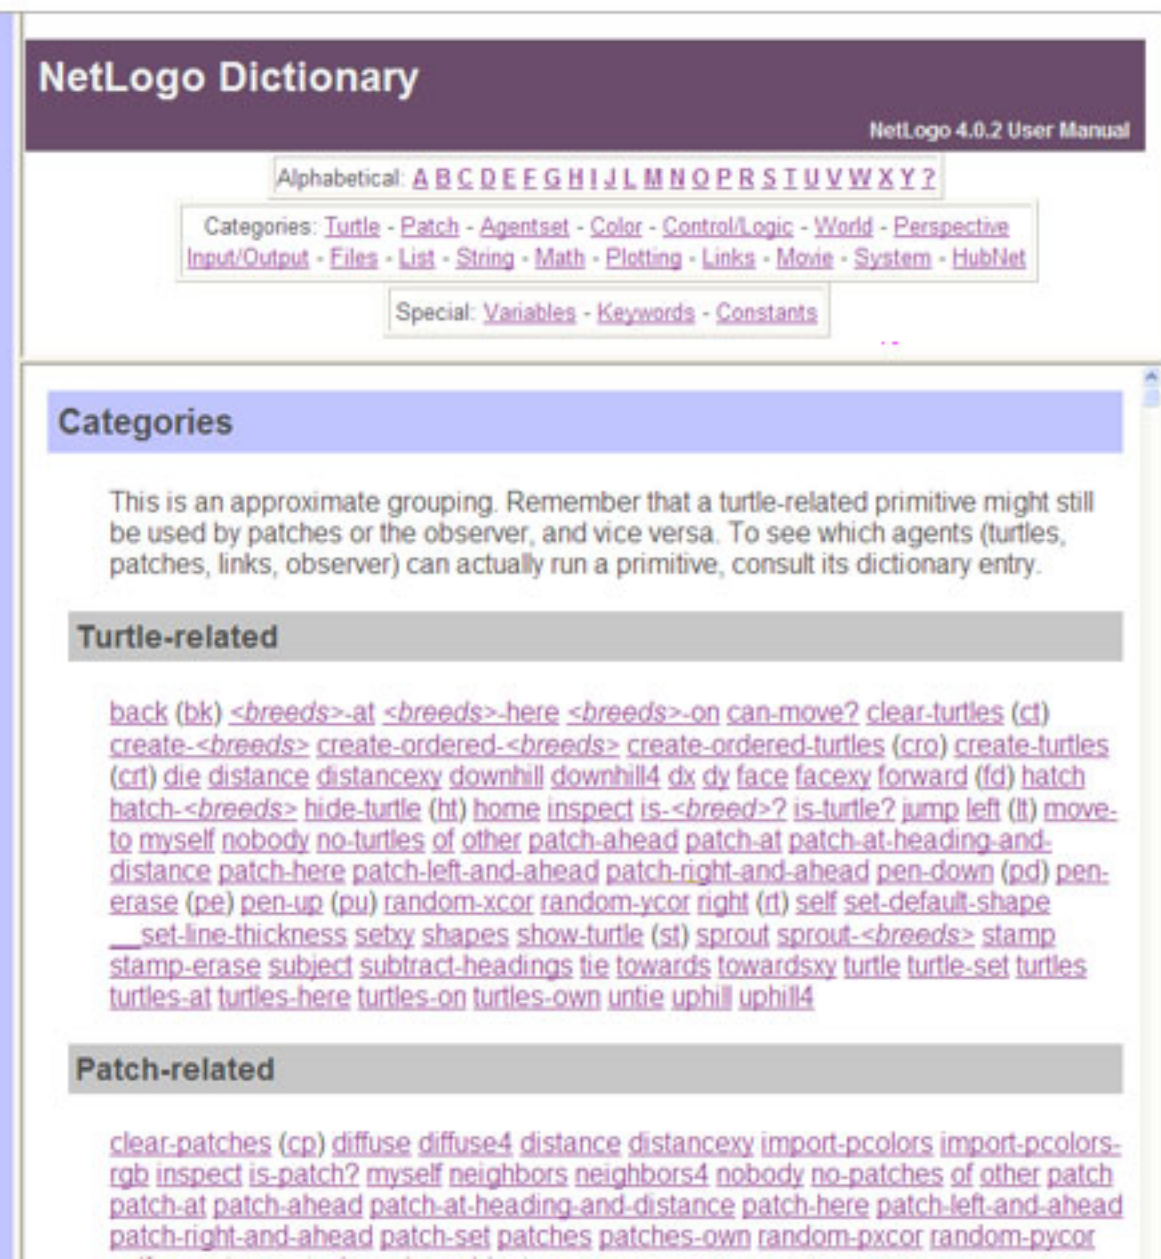 NetLogo Dictionary
NetLogo 4.0.2 User Manual
Alphabetical: A B C D E F G H I J L M N O P R S T U V W X Y ?
Categories: Turtle - Patch - Agentset - Color - Control/Logic - World - Perspective
Input/Output - Files - List - String - Math - Plotting - Links - Movie - System - HubNet
Special: Variables - Keywords - Constants
Categories
This is an approximate grouping. Remember that a turtle-related primitive might still
be used by patches or the observer, and vice versa. To see which agents (turtles,
patches, links, observer) can actually run a primitive, consult its dictionary entry.
Turtle-related
back (bk) <breeds>-at <breeds>-here <breeds>-on can-move? clear-turtles (ct)
create-<breeds> create-ordered-<breeds> create-ordered-turtles (cro) create-turtles
(crt) die distance distancexy downhill downhill4 dx dy face facexy forward (fd) hatch
hatch-<breeds> hide-turtle (ht) home inspect is-<breed>? is-turtle? jump left (lt) move-
to myself nobody no-turtles of other patch-ahead patch-at patch-at-heading-and-
distance patch-here patch-left-and-ahead patch-right-and-ahead pen-down (pd) pen-
erase (pe) pen-up (pu) random-xcor random-ycor right (rt) self set-default-shape
__set-line-thickness setxy shapes show-turtle (st) sprout sprout-<breeds> stamp
stamp-erase subject subtract-headings tie towards towardsxy turtle turtle-set turtles
turtles-at turtles-here turtles-on turtles-own untie uphill uphill4
Patch-related
clear-patches (cp) diffuse diffuse4 distance distancexy import-pcolors import-pcolors-
rgb inspect is-patch? myself neighbors neighbors4 nobody no-patches of other patch
patch-at patch-ahead patch-at-heading-and-distance patch-here patch-left-and-ahead
patch-right-and-ahead patch-set patches patches-own random-pxcor random-pycor